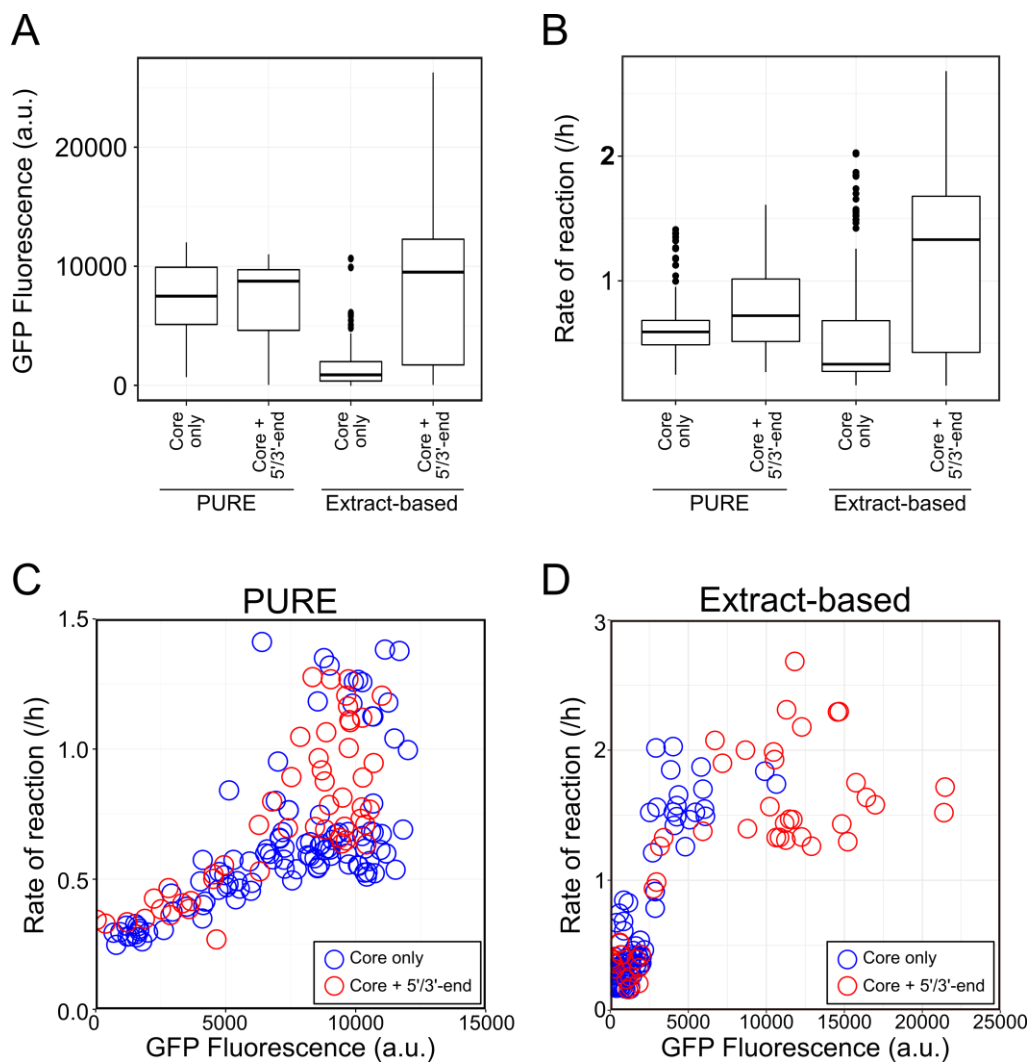 A
GFP Fluorescence (a.u.)
20000
10000
0
Core
only
Core +
5'/3'-end
Core
only
Core +
5'/3'-end
PURE
Extract-based
B
Rate of reaction (/h)
2
1
Core
only
Core +
5'/3'-end
Core
only
Core +
5'/3'-end
PURE
Extract-based
C
PURE
Rate of reaction (/h)
1.5
1.0
0.5
0.0
Core only
Core + 5'/3'-end
0
5000
10000
15000
GFP Fluorescence (a.u.)
D
Extract-based
Rate of reaction (/h)
3
2
1
0
Core only
Core + 5'/3'-end
0
5000
10000
15000
20000
25000
GFP Fluorescence (a.u.)